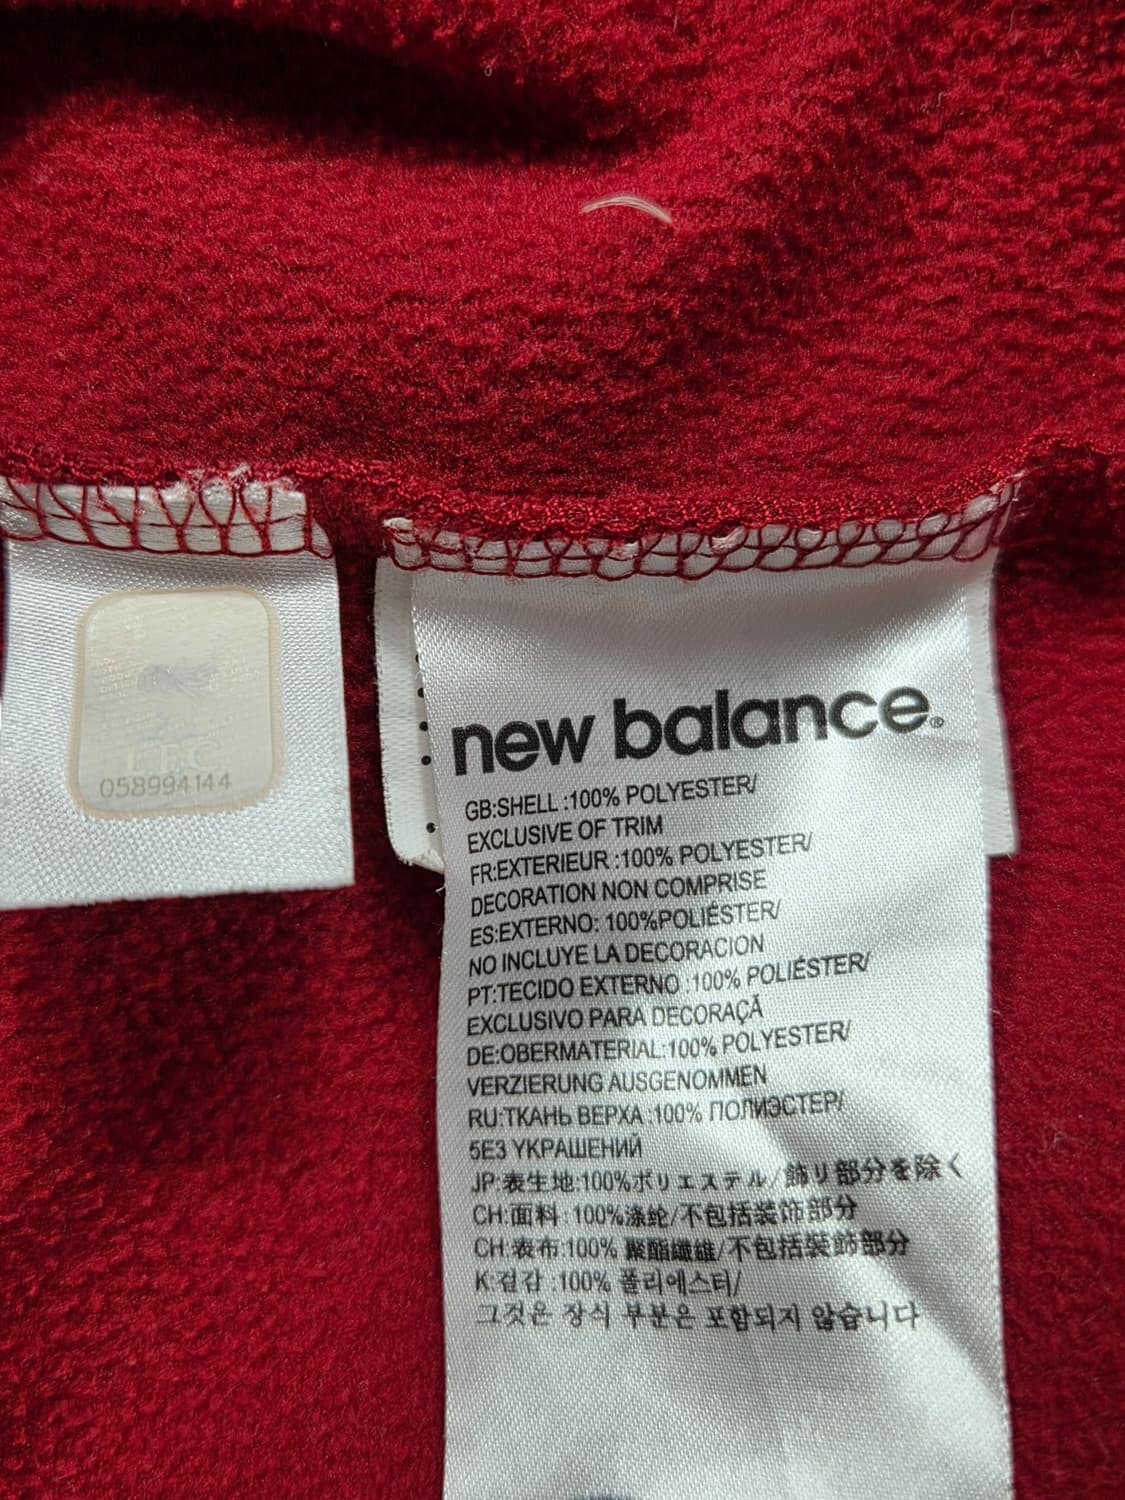 LFC
058994144
new balance®
GB:SHELL :100% POLYESTER/
EXCLUSIVE OF TRIM
FR:EXTERIEUR :100% POLYESTER/
DECORATION NON COMPRISE
ES:EXTERNO: 100%POLIÉSTER/
NO INCLUYE LA DECORACION
PT:TECIDO EXTERNO :100% POLIÉSTER/
EXCLUSIVO PARA DECORAÇÃ
DE:OBERMATERIAL:100% POLYESTER/
VERZIERUNG AUSGENOMMEN
RU:ТКАНЬ ВЕРХА :100% ПОЛИЭСТЕР/
5E3 УКРАШЕНИЙ
JP:表生地:100%ポリエステル/飾り部分を除く
CH:面料:100%涤纶/不包括装饰部分
CH:表布:100% 聚酯纖維/不包括裝飾部分
K:겉감 :100% 폴리에스터/
그것은 장식 부분은 포함되지 않습니다